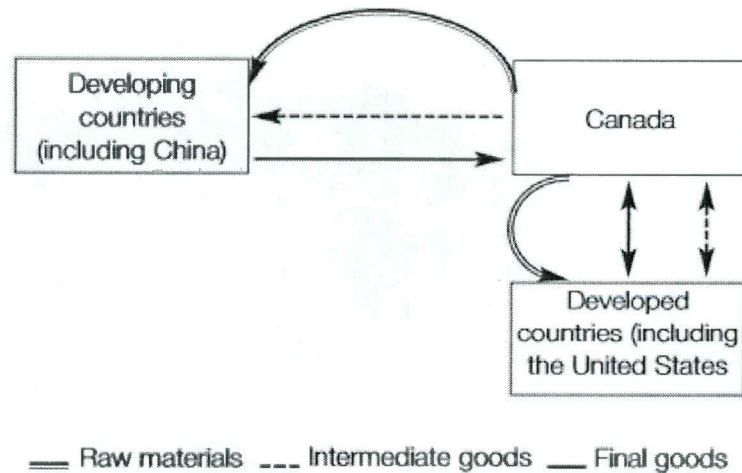 Developing
countries
(including China)
Canada
Developed
countries (including
the United States
Raw materials
Intermediate goods
Final goods